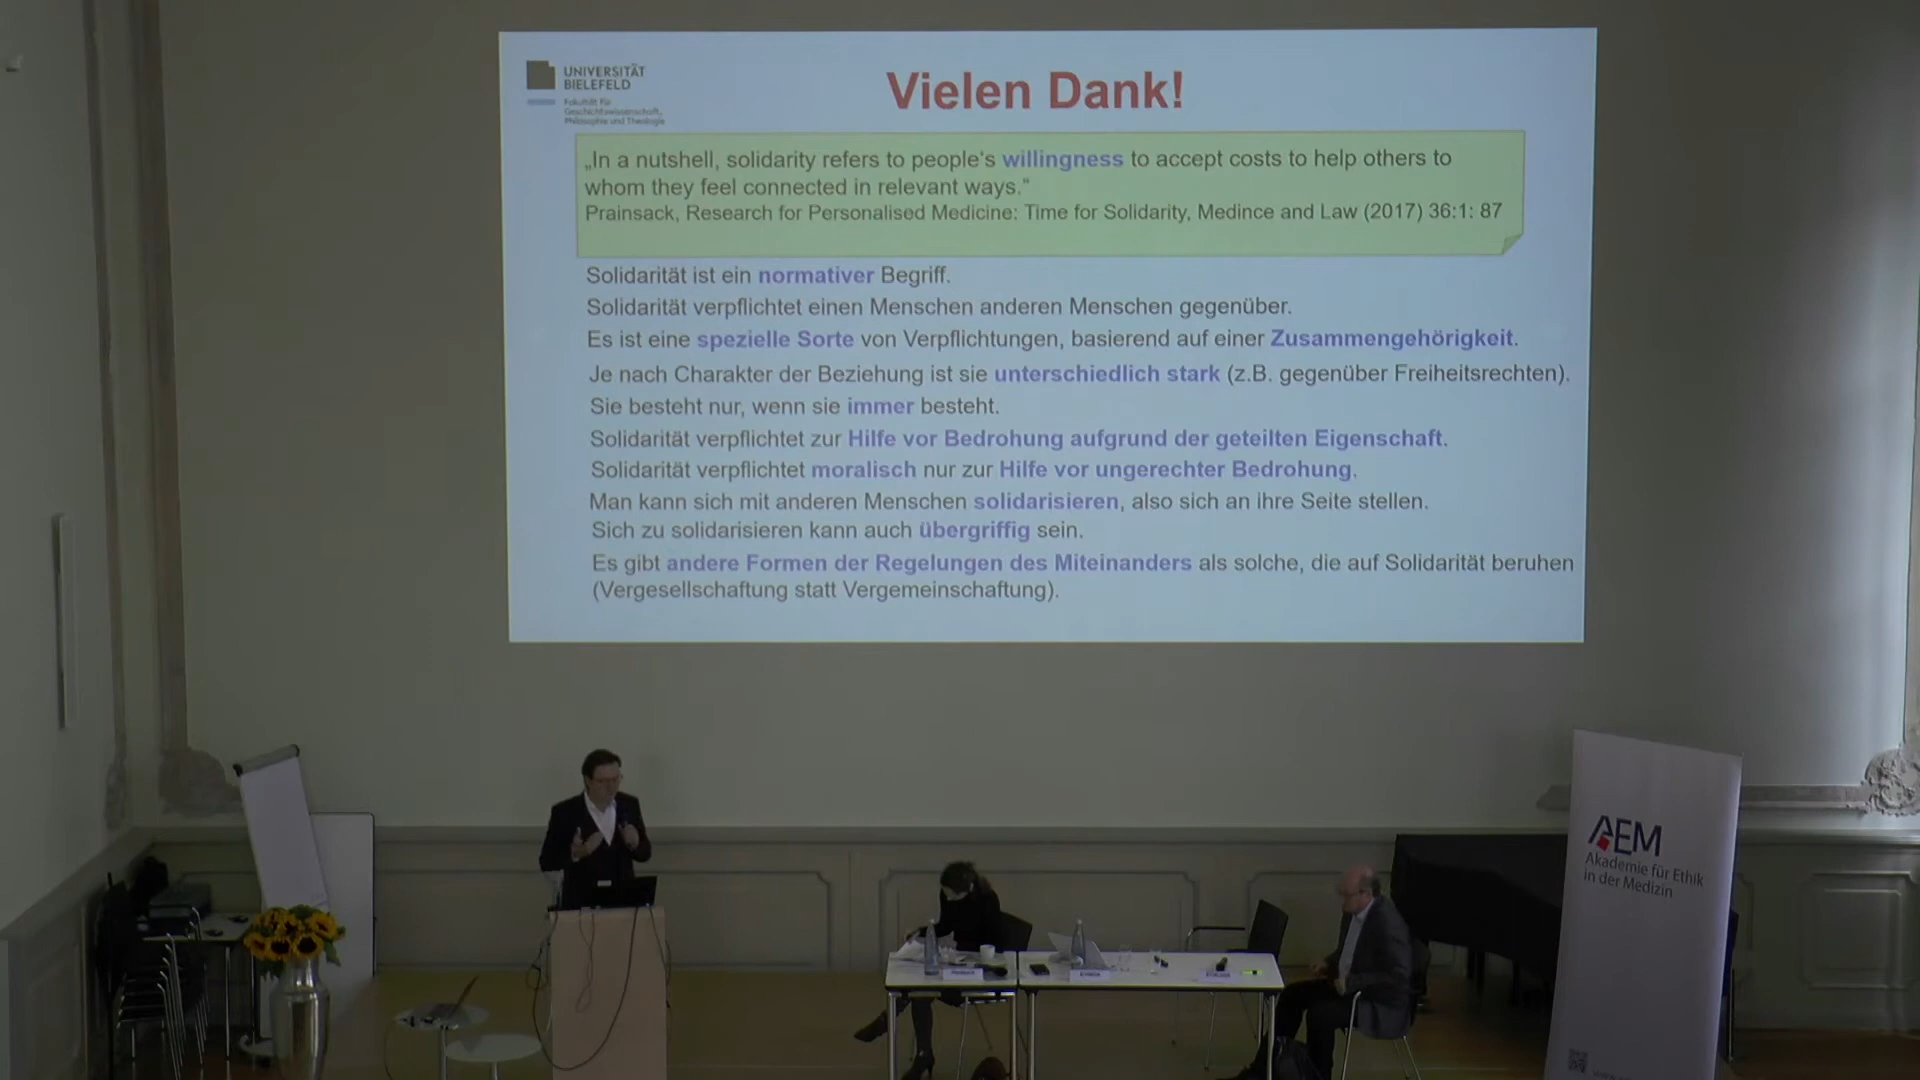 UNIVERSITÄT
BIELEFELD
Fakultät für
Geschichtswissenschaft,
Philosophie und Theologie
Vielen Dank!
„In a nutshell, solidarity refers to people's willingness to accept costs to help others to
whom they feel connected in relevant ways.“
Prainsack, Research for Personalised Medicine: Time for Solidarity, Medince and Law (2017) 36:1: 87
Solidarität ist ein normativer Begriff.
Solidarität verpflichtet einen Menschen anderen Menschen gegenüber.
Es ist eine spezielle Sorte von Verpflichtungen, basierend auf einer Zusammengehörigkeit.
Je nach Charakter der Beziehung ist sie unterschiedlich stark (z.B. gegenüber Freiheitsrechten).
Sie besteht nur, wenn sie immer besteht.
Solidarität verpflichtet zur Hilfe vor Bedrohung aufgrund der geteilten Eigenschaft.
Solidarität verpflichtet moralisch nur zur Hilfe vor ungerechter Bedrohung.
Man kann sich mit anderen Menschen solidarisieren, also sich an ihre Seite stellen.
Sich zu solidarisieren kann auch übergriffig sein.
Es gibt andere Formen der Regelungen des Miteinanders als solche, die auf Solidarität beruhen
(Vergesellschaftung statt Vergemeinschaftung).
AEM
Akademie für Ethik
in der Medizin